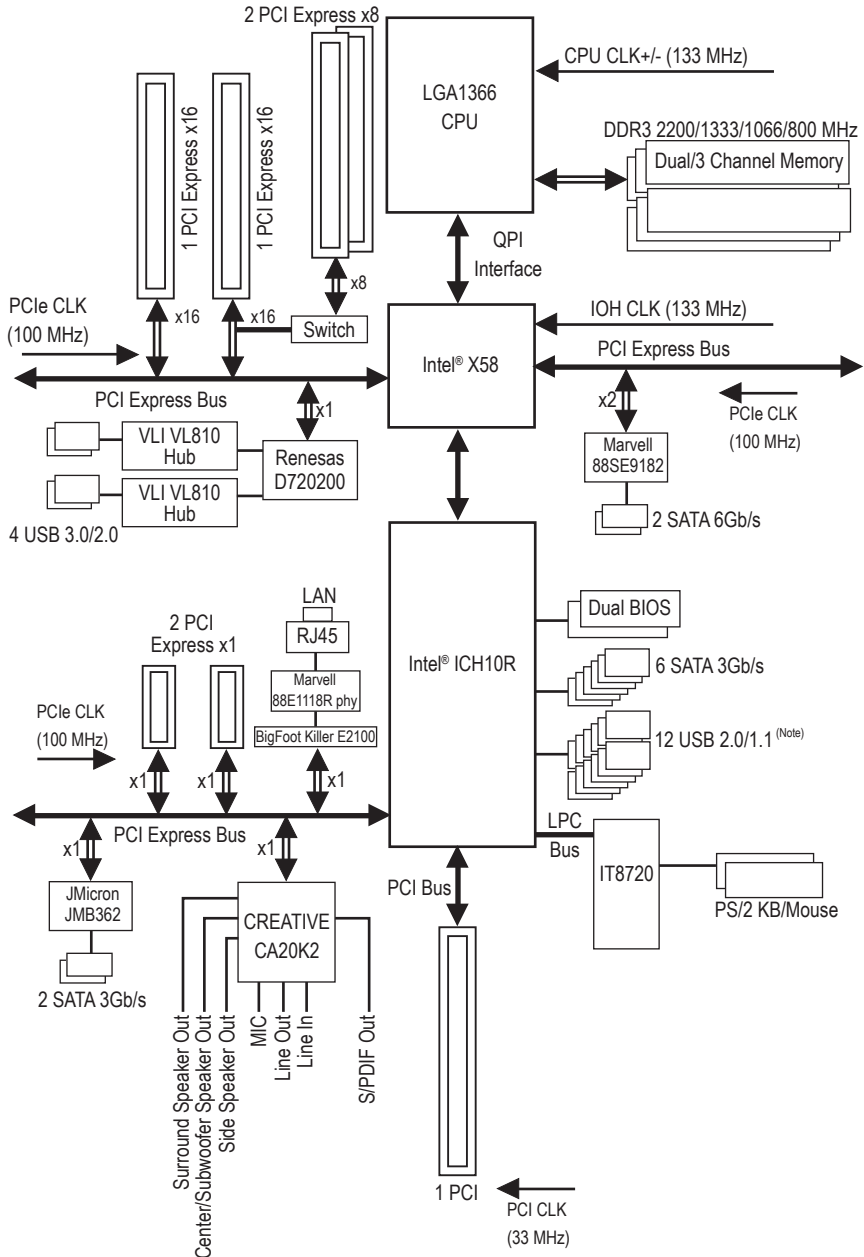 2 PCI Express x8
CPU CLK+/- (133 MHz)
LGA1366
CPU
DDR3 2200/1333/1066/800 MHz
Dual/3 Channel Memory
1 PCI Express x16
1 PCI Express x16
QPI
Interface
x8
PCIe CLK
(100 MHz)
x16
x16
Switch
IOH CLK (133 MHz)
Intel® X58
PCI Express Bus
PCI Express Bus
x1
x2
PCIe CLK
(100 MHz)
VLI VL810
Hub
Renesas
D720200
Marvell
88SE9182
VLI VL810
Hub
4 USB 3.0/2.0
2 SATA 6Gb/s
LAN
RJ45
Dual BIOS
2 PCI
Express x1
Intel® ICH10R
6 SATA 3Gb/s
Marvell
88E1118R phy
PCIe CLK
(100 MHz)
BigFoot Killer E2100
12 USB 2.0/1.1 (Note)
x1
x1
x1
PCI Express Bus
LPC
Bus
x1
x1
IT8720
JMicron
JMB362
CREATIVE
CA20K2
PCI Bus
PS/2 KB/Mouse
2 SATA 3Gb/s
Surround Speaker Out
Center/Subwoofer Speaker Out
Side Speaker Out
MIC
Line Out
Line In
S/PDIF Out
1 PCI
PCI CLK
(33 MHz)